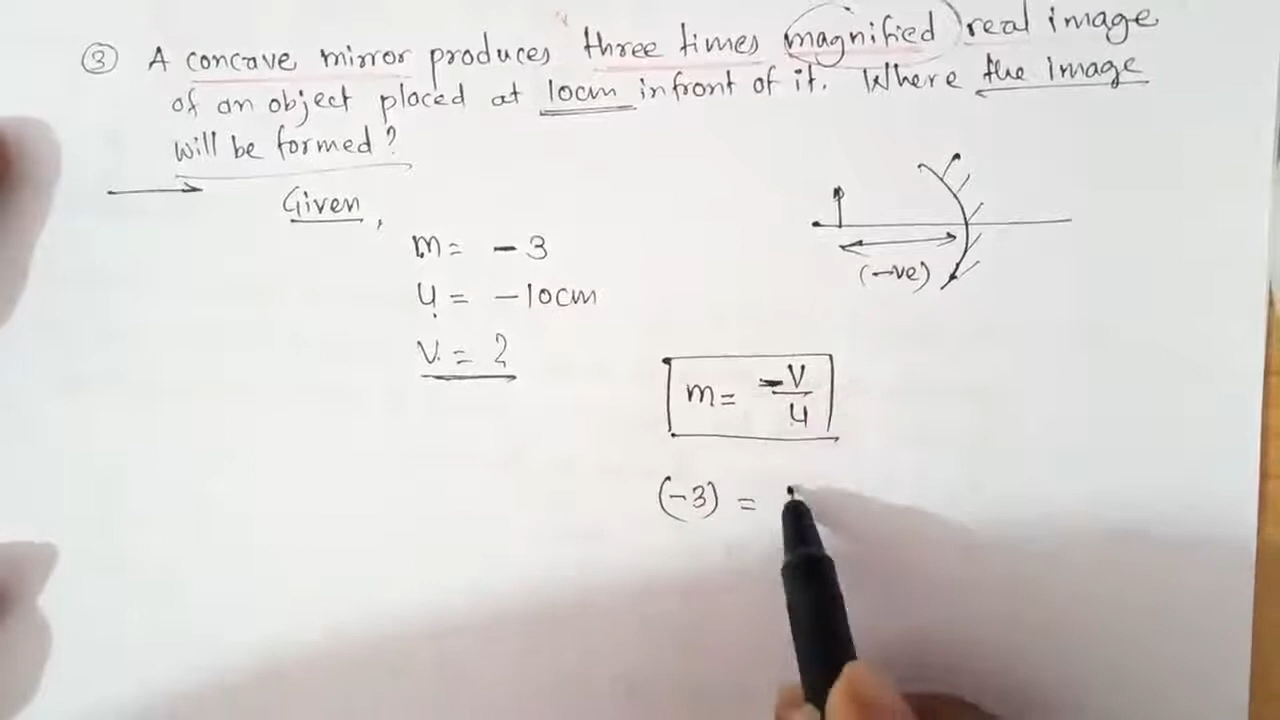 ③ A concave mirror produces three times magnified real image
of an object placed at 10cm infront of it. Where the image
will be formed?
Given,
m = - 3
u = - 10cm
v = ?
(-ve)
m = - v/u
(-3) =